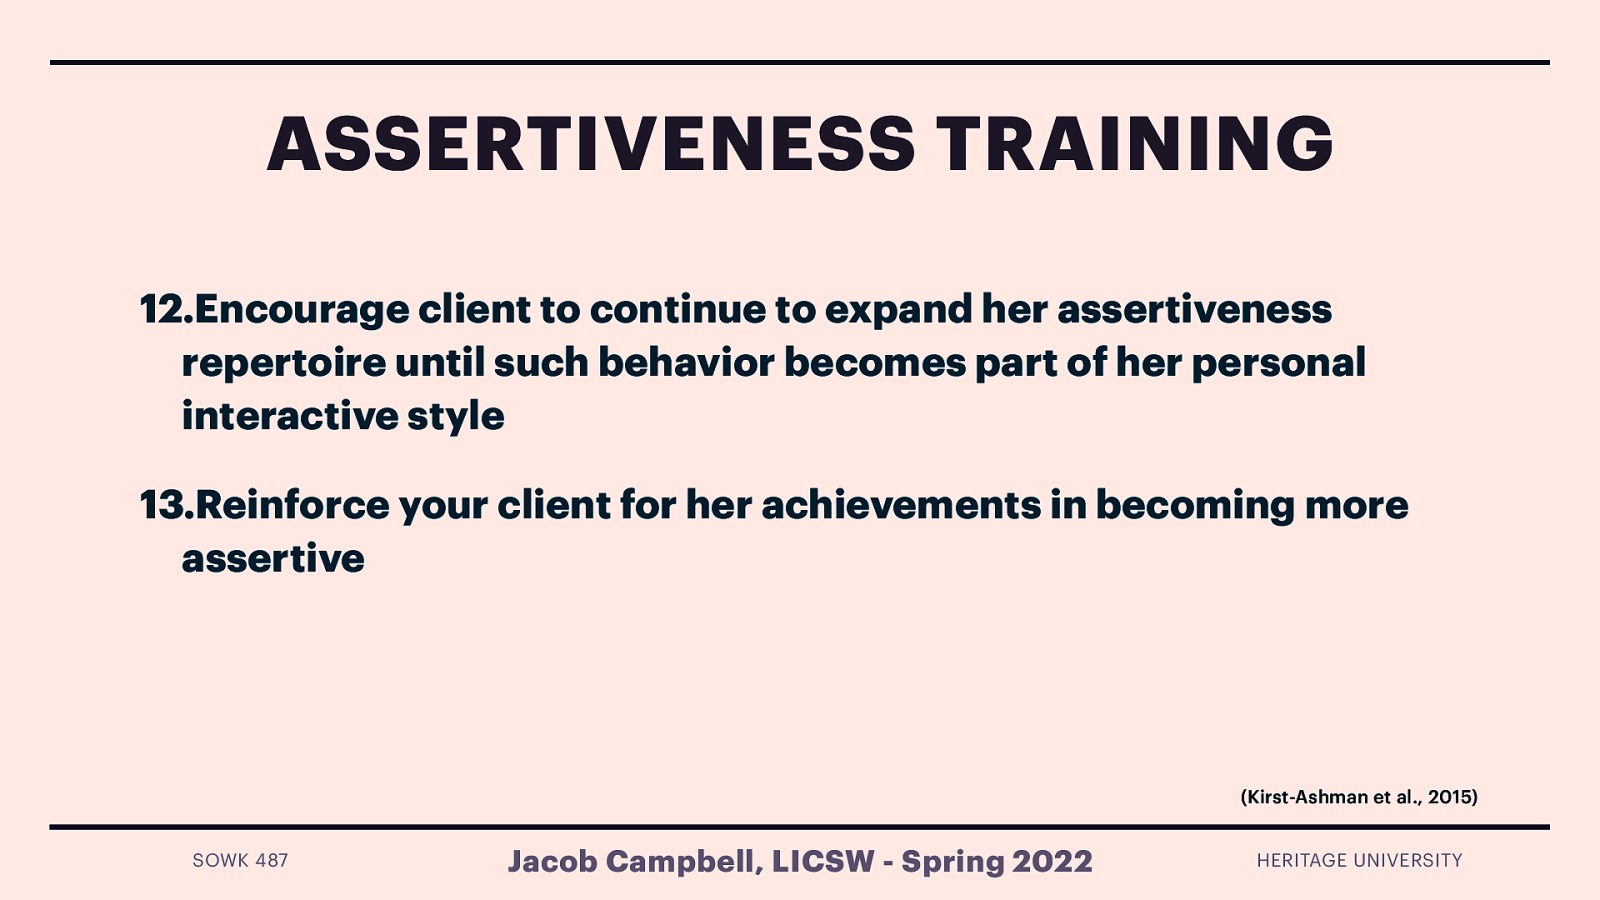 ASSERTIVENESS TRAINING
12.Encourage client to continue to expand her assertiveness
repertoire until such behavior becomes part of her personal
interactive style
13.Reinforce your client for her achievements in becoming more
assertive
(Kirst-Ashman et al., 2015)
SOWK 487
Jacob Campbell, LICSW - Spring 2022
HERITAGE UNIVERSITY